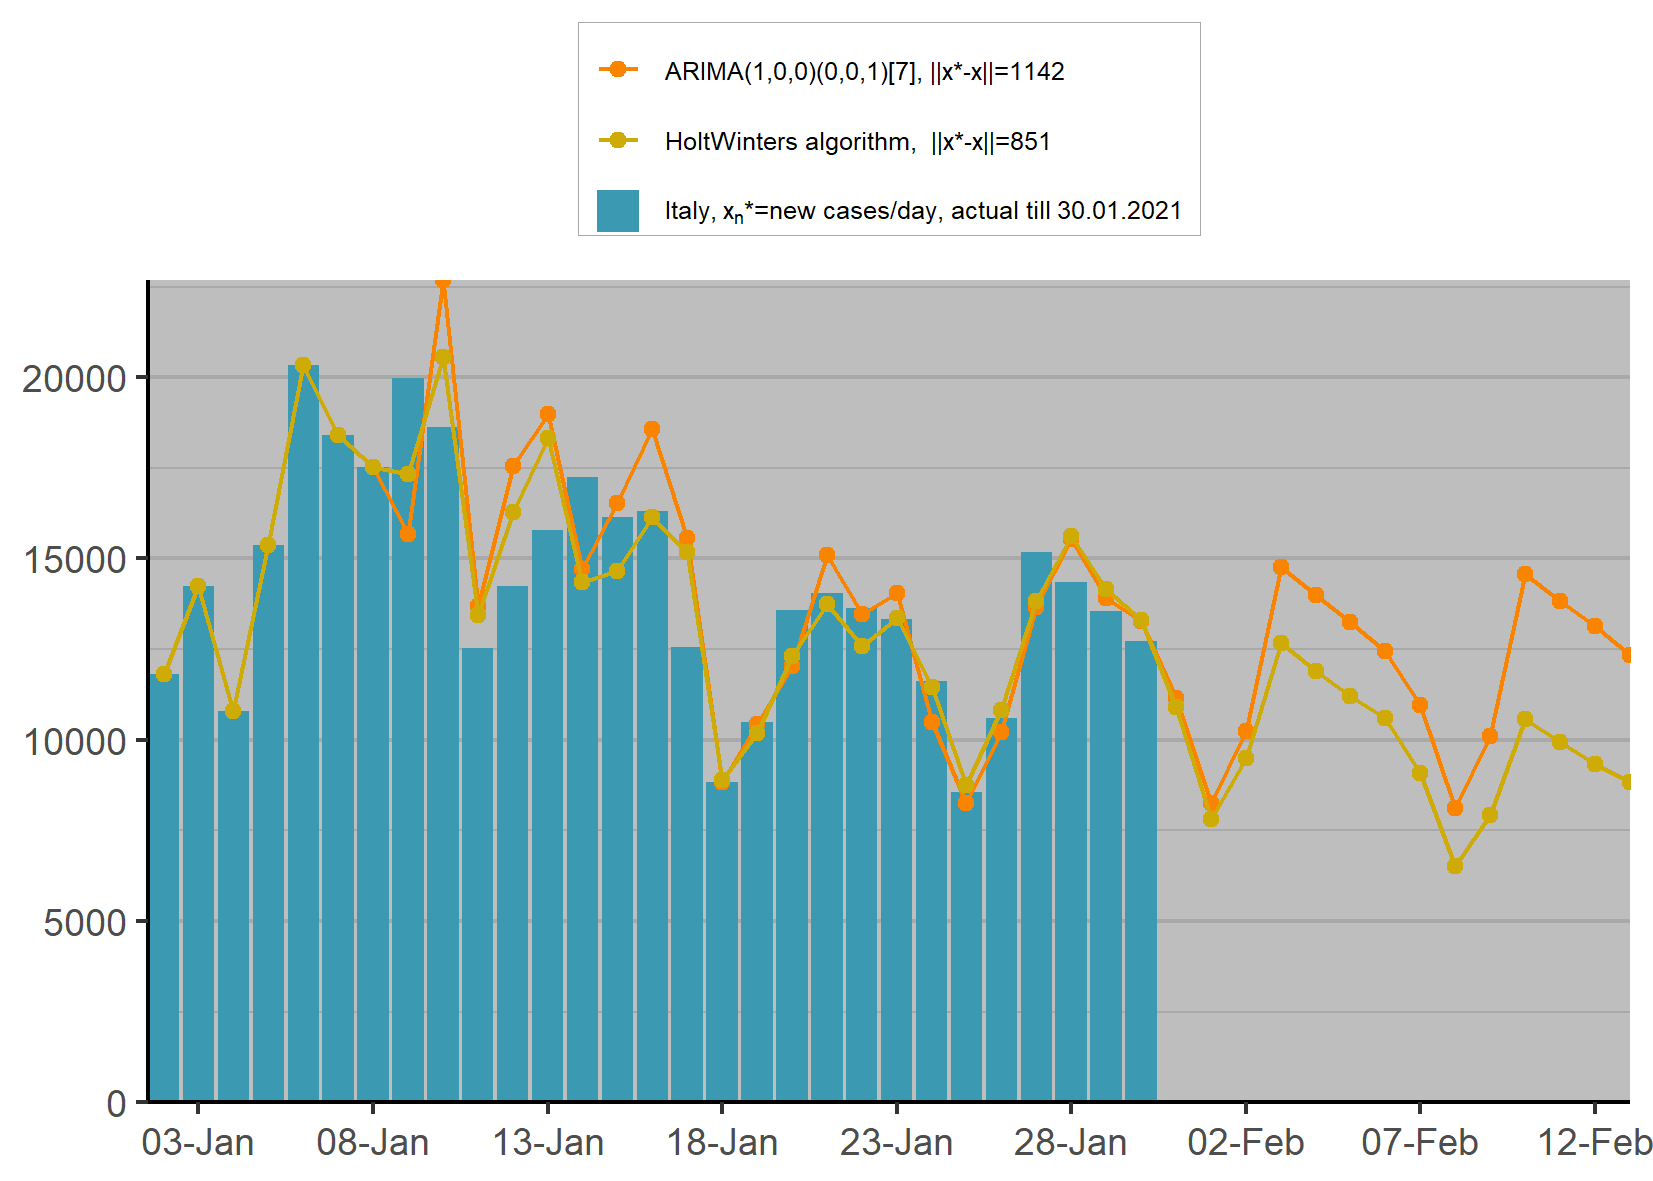 ARIMA(1,0,0)(0,0,1)[7], ||x*-x||=1142
HoltWinters algorithm,  ||x*-x||=851
Italy, xₙ*=new cases/day, actual till 30.01.2021
20000
15000
10000
5000
0
03-Jan 08-Jan 13-Jan 18-Jan 23-Jan 28-Jan 02-Feb 07-Feb 12-Feb